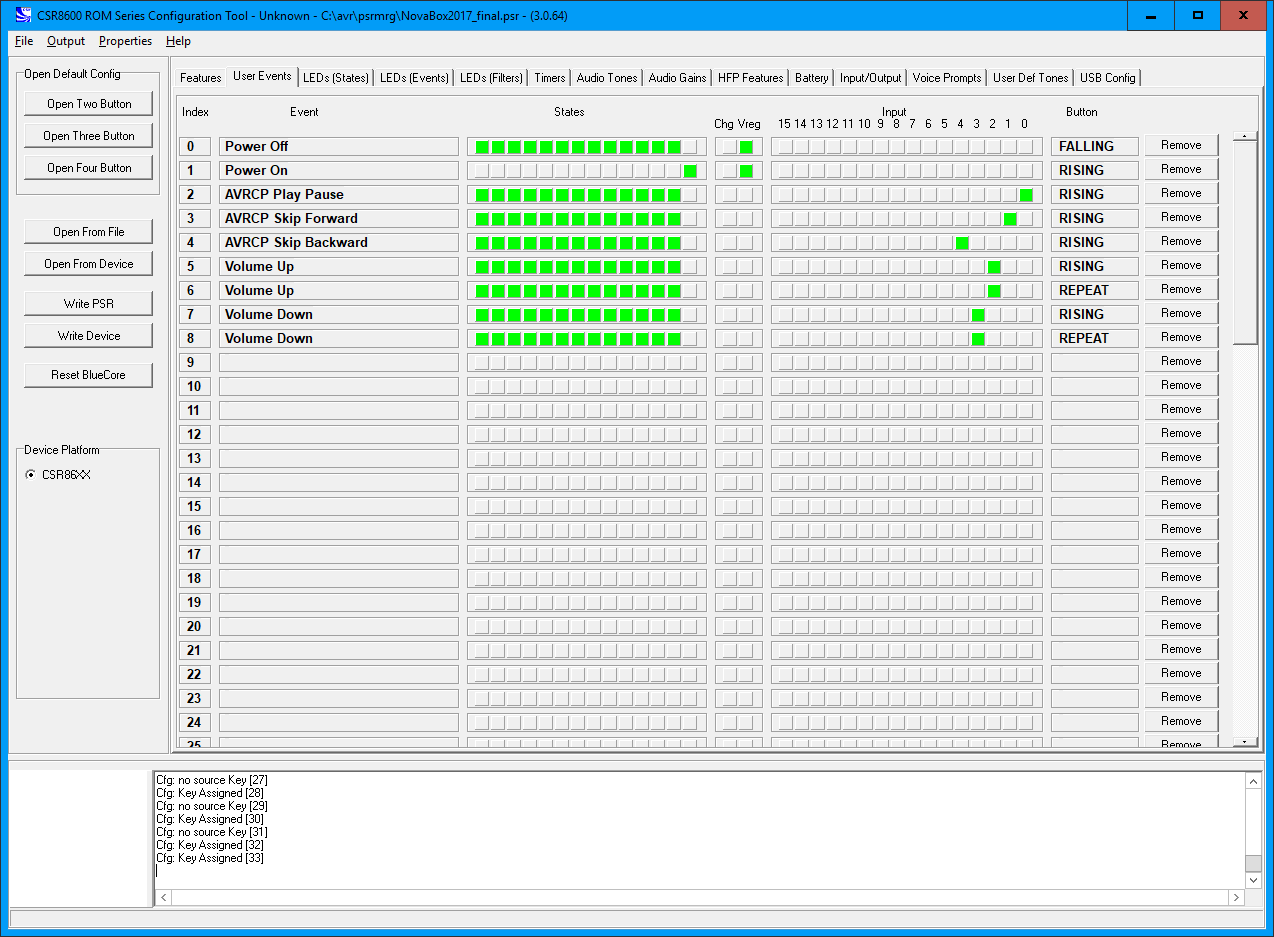 CSR8600 ROM Series Configuration Tool - Unknown - C:\avr\psrmrg\NovaBox2017_final.psr - (3.0.64)
File Output Properties Help
Open Default Config
Open Two Button
Open Three Button
Open Four Button
Open From File
Open From Device
Write PSR
Write Device
Reset BlueCore
Device Platform
CSR86XX
Features User Events LEDs (States) LEDs (Events) LEDs (Filters) Timers Audio Tones Audio Gains HFP Features Battery Input/Output Voice Prompts User Def Tones USB Config
Index Event States Input Button
Chg Vreg 15 14 13 12 11 10 9 8 7 6 5 4 3 2 1 0
0 Power Off FALLING Remove
1 Power On RISING Remove
2 AVRCP Play Pause RISING Remove
3 AVRCP Skip Forward RISING Remove
4 AVRCP Skip Backward RISING Remove
5 Volume Up RISING Remove
6 Volume Up REPEAT Remove
7 Volume Down RISING Remove
8 Volume Down REPEAT Remove
9 Remove
10 Remove
11 Remove
12 Remove
13 Remove
14 Remove
15 Remove
16 Remove
17 Remove
18 Remove
19 Remove
20 Remove
21 Remove
22 Remove
23 Remove
24 Remove
25 Remove
Cfg: no source Key [27]
Cfg: Key Assigned [28]
Cfg: no source Key [29]
Cfg: Key Assigned [30]
Cfg: no source Key [31]
Cfg: Key Assigned [32]
Cfg: Key Assigned [33]